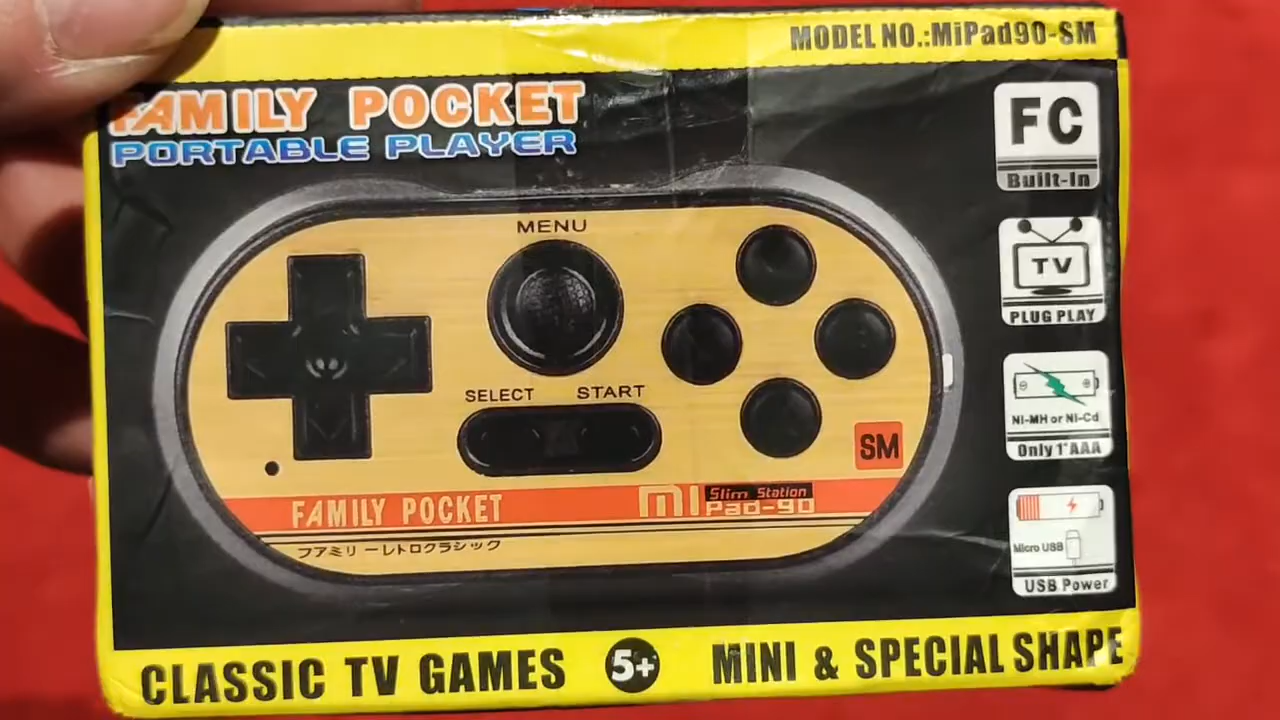 MODEL NO.:MiPad90-SM
FAMILY POCKET
PORTABLE PLAYER
FC
Built-In
TV
PLUG PLAY
NI-MH or NI-Cd
Only 1*AAA
Micro USB
USB Power
MENU
SELECT START
SM
FAMILY POCKET
MI Slim Station
Pad-90
ファミリーレトロクラシック
CLASSIC TV GAMES 5+ MINI & SPECIAL SHAPE